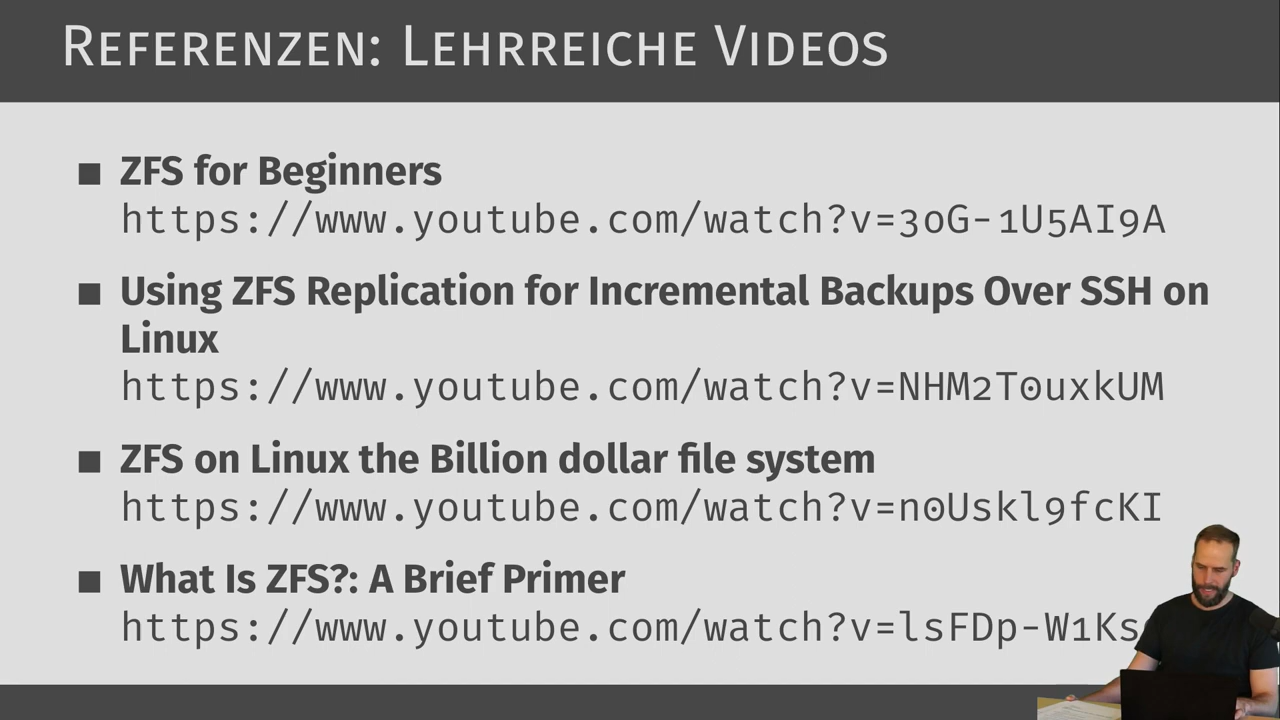 Referenzen: Lehrreiche Videos
■ ZFS for Beginners
https://www.youtube.com/watch?v=3oG-1U5AI9A
■ Using ZFS Replication for Incremental Backups Over SSH on
Linux
https://www.youtube.com/watch?v=NHM2T0uxkUM
■ ZFS on Linux the Billion dollar file system
https://www.youtube.com/watch?v=n0Uskl9fcKI
■ What Is ZFS?: A Brief Primer